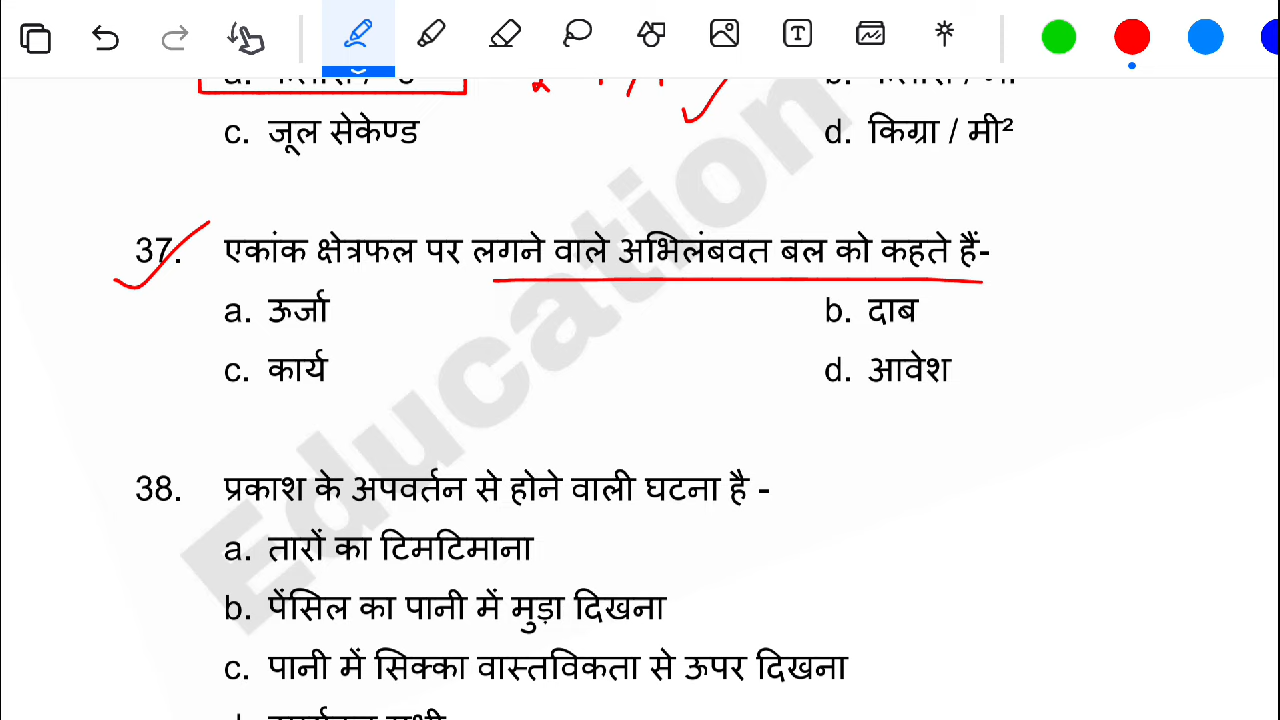 c. जूल सेकेण्ड
d. किग्रा / मी²
37. एकांक क्षेत्रफल पर लगने वाले अभिलंबवत बल को कहते हैं-
a. ऊर्जा
b. दाब
c. कार्य
d. आवेश
38. प्रकाश के अपवर्तन से होने वाली घटना है -
a. तारों का टिमटिमाना
b. पेंसिल का पानी में मुड़ा दिखना
c. पानी में सिक्का वास्तविकता से ऊपर दिखना
Education